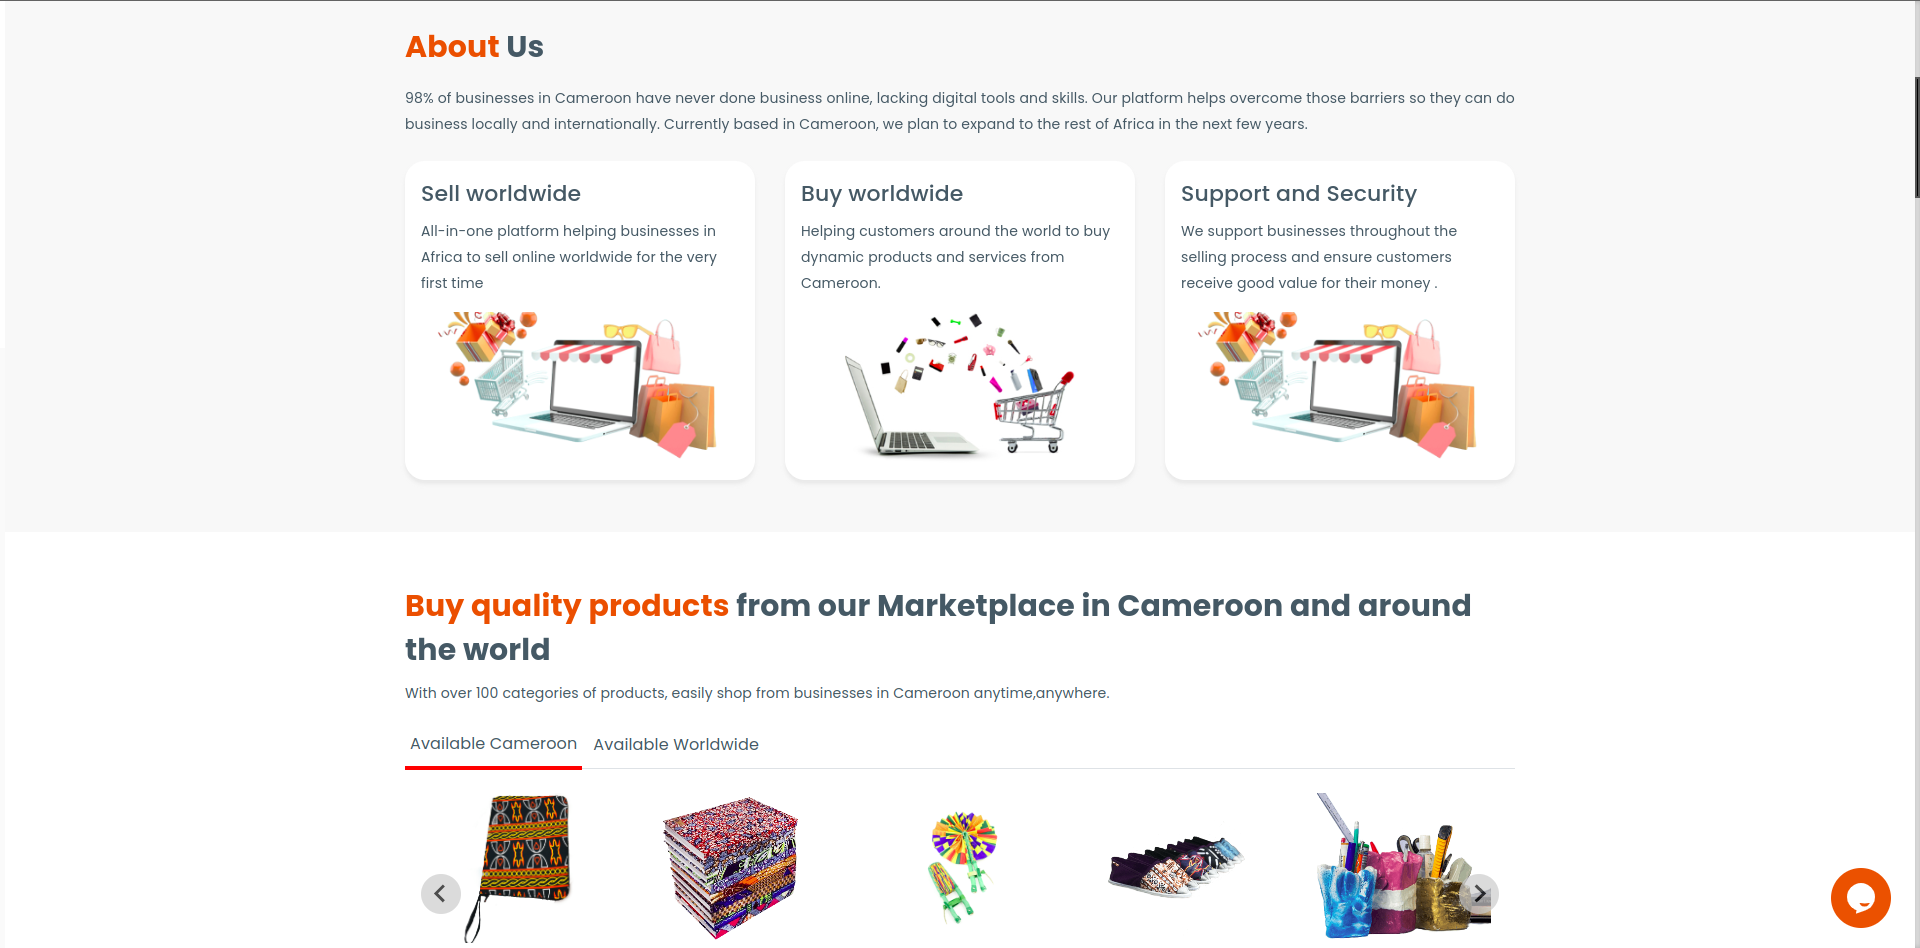 About Us
98% of businesses in Cameroon have never done business online, lacking digital tools and skills. Our platform helps overcome those barriers so they can do
business locally and internationally. Currently based in Cameroon, we plan to expand to the rest of Africa in the next few years.
Sell worldwide
All-in-one platform helping businesses in
Africa to sell online worldwide for the very
first time
Buy worldwide
Helping customers around the world to buy
dynamic products and services from
Cameroon.
Support and Security
We support businesses throughout the
selling process and ensure customers
receive good value for their money .
Buy quality products from our Marketplace in Cameroon and around
the world
With over 100 categories of products, easily shop from businesses in Cameroon anytime,anywhere.
Available Cameroon
Available Worldwide